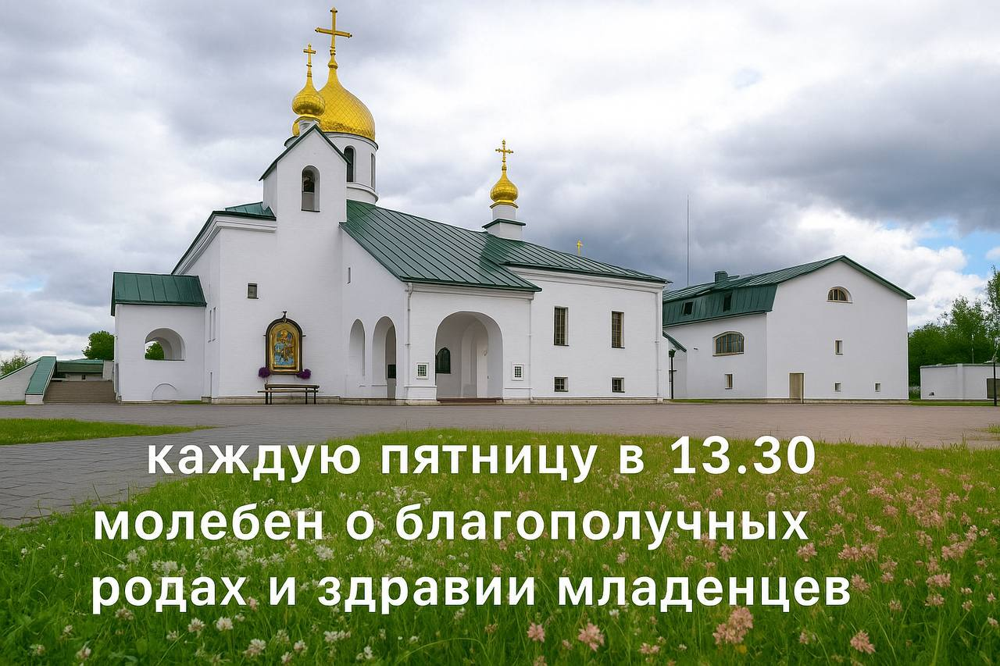 каждую пятницу в 13.30
молебен о благополучных
родах и здравии младенцев